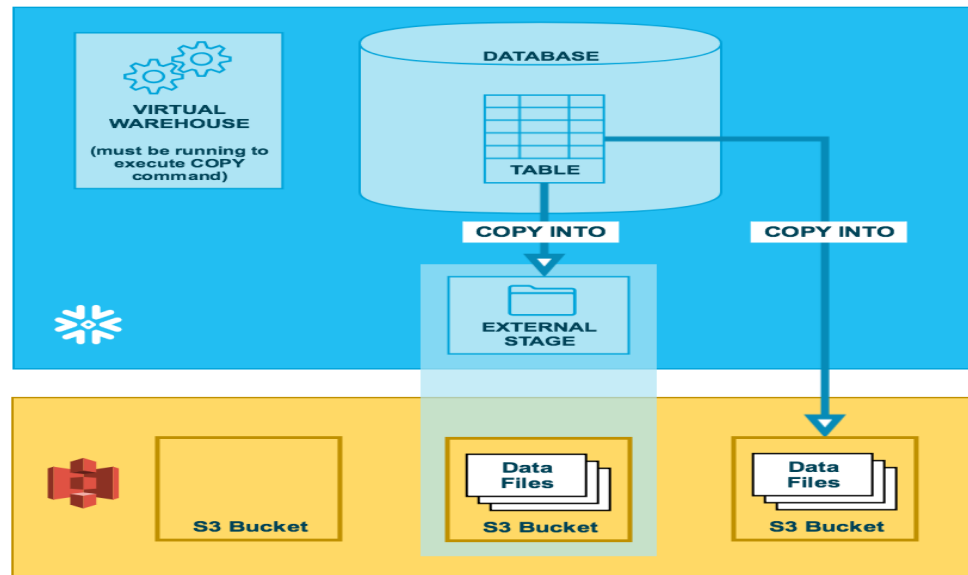 VIRTUAL
WAREHOUSE
(must be running to
execute COPY
command)
DATABASE
TABLE
COPY INTO
COPY INTO
EXTERNAL
STAGE
S3 Bucket
Data
Files
S3 Bucket
Data
Files
S3 Bucket